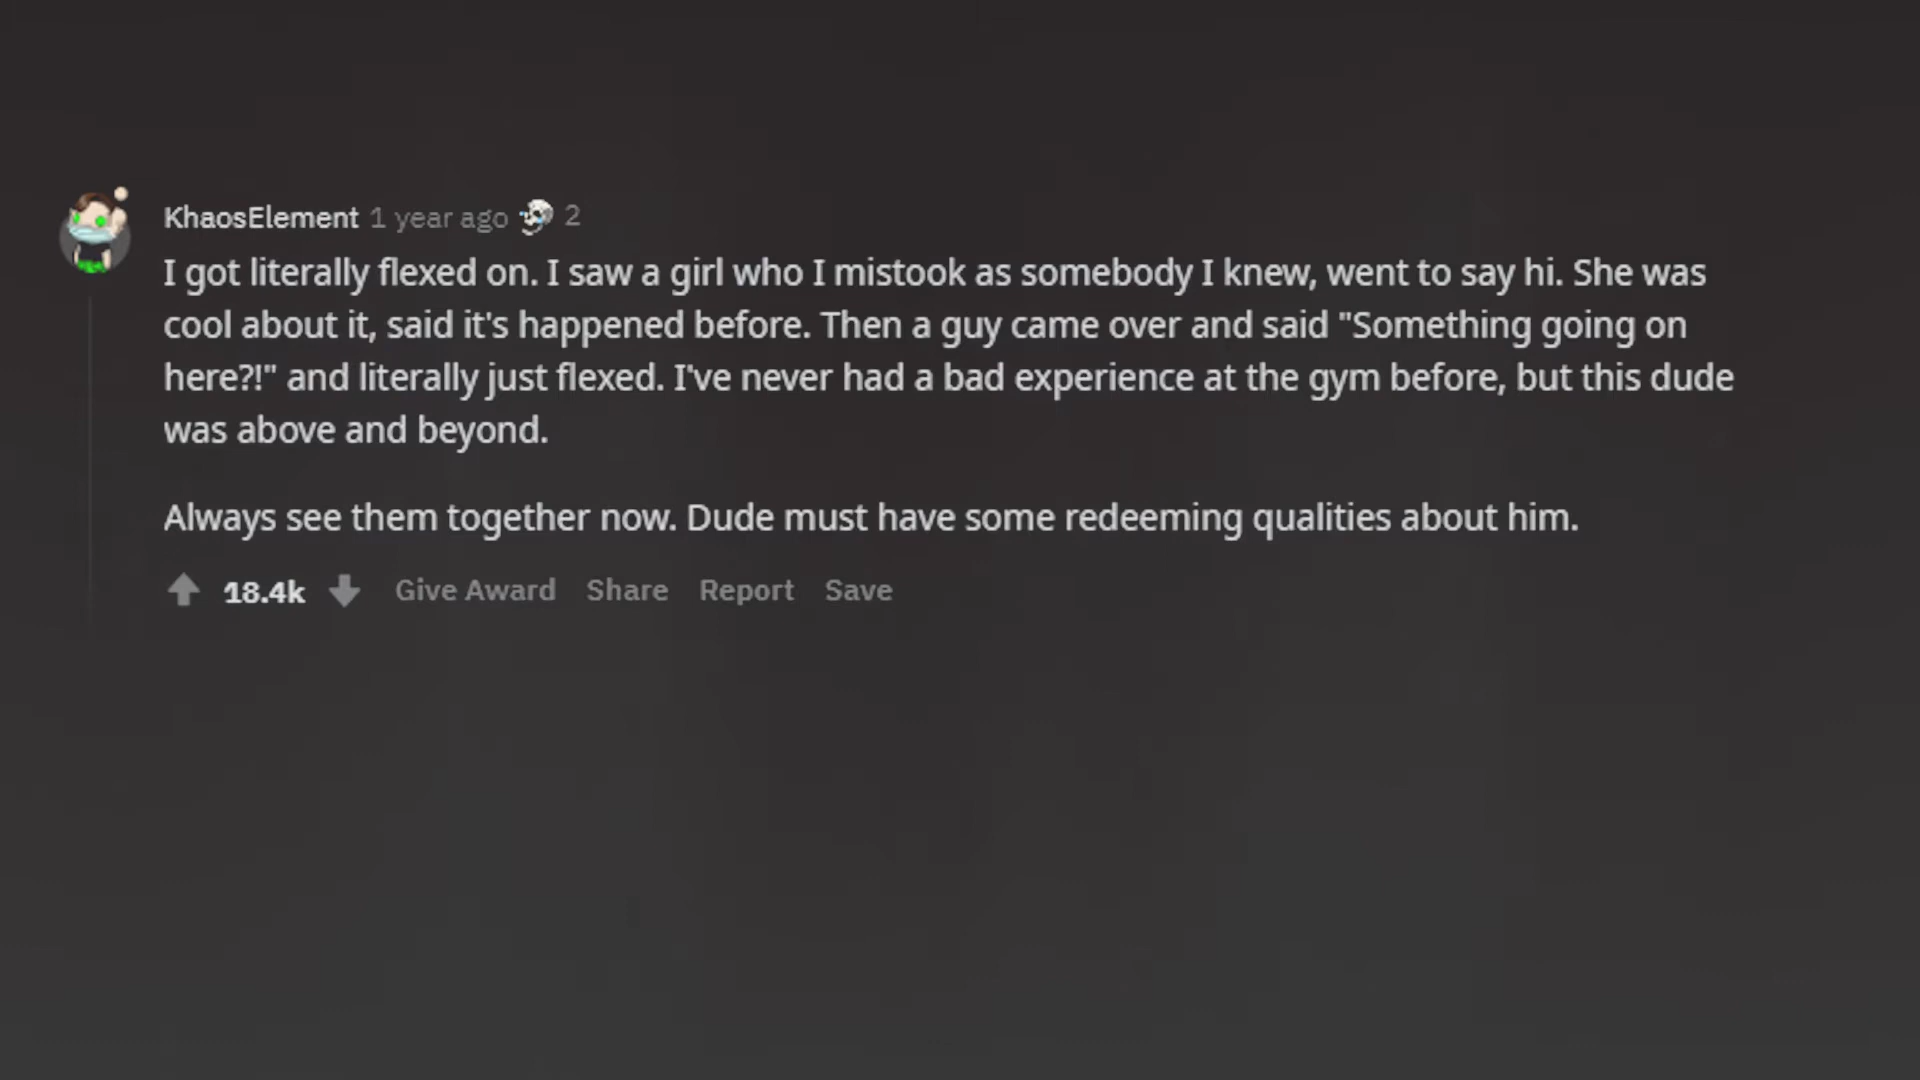 KhaosElement 1 year ago 2
I got literally flexed on. I saw a girl who I mistook as somebody I knew, went to say hi. She was
cool about it, said it's happened before. Then a guy came over and said "Something going on
here?!" and literally just flexed. I've never had a bad experience at the gym before, but this dude
was above and beyond.
Always see them together now. Dude must have some redeeming qualities about him.
18.4k Give Award Share Report Save